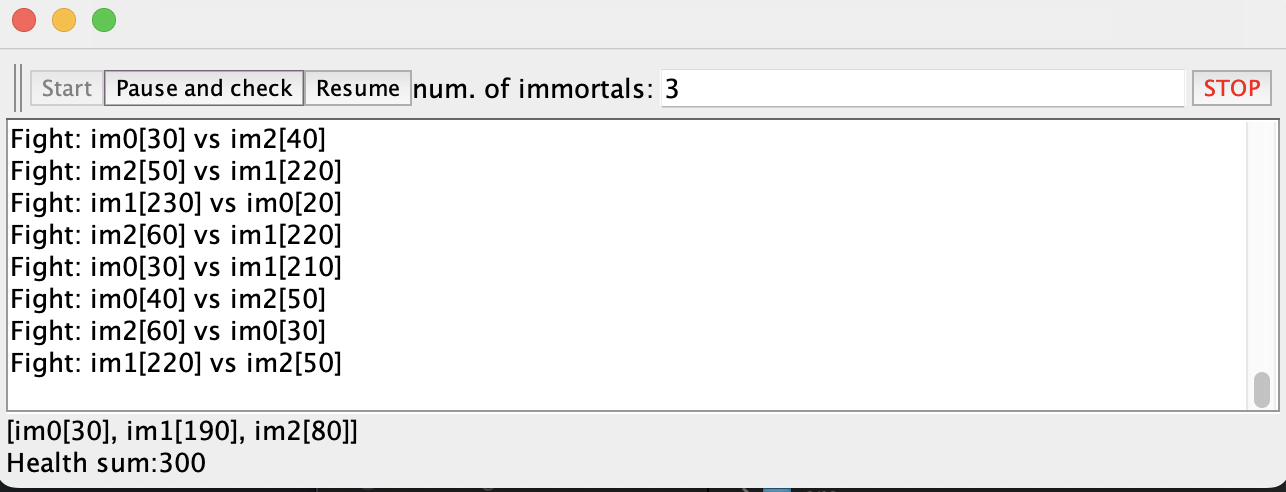 Start Pause and check Resume num. of immortals: 3 STOP
Fight: im0[30] vs im2[40]
Fight: im2[50] vs im1[220]
Fight: im1[230] vs im0[20]
Fight: im2[60] vs im1[220]
Fight: im0[30] vs im1[210]
Fight: im0[40] vs im2[50]
Fight: im2[60] vs im0[30]
Fight: im1[220] vs im2[50]
[im0[30], im1[190], im2[80]]
Health sum:300